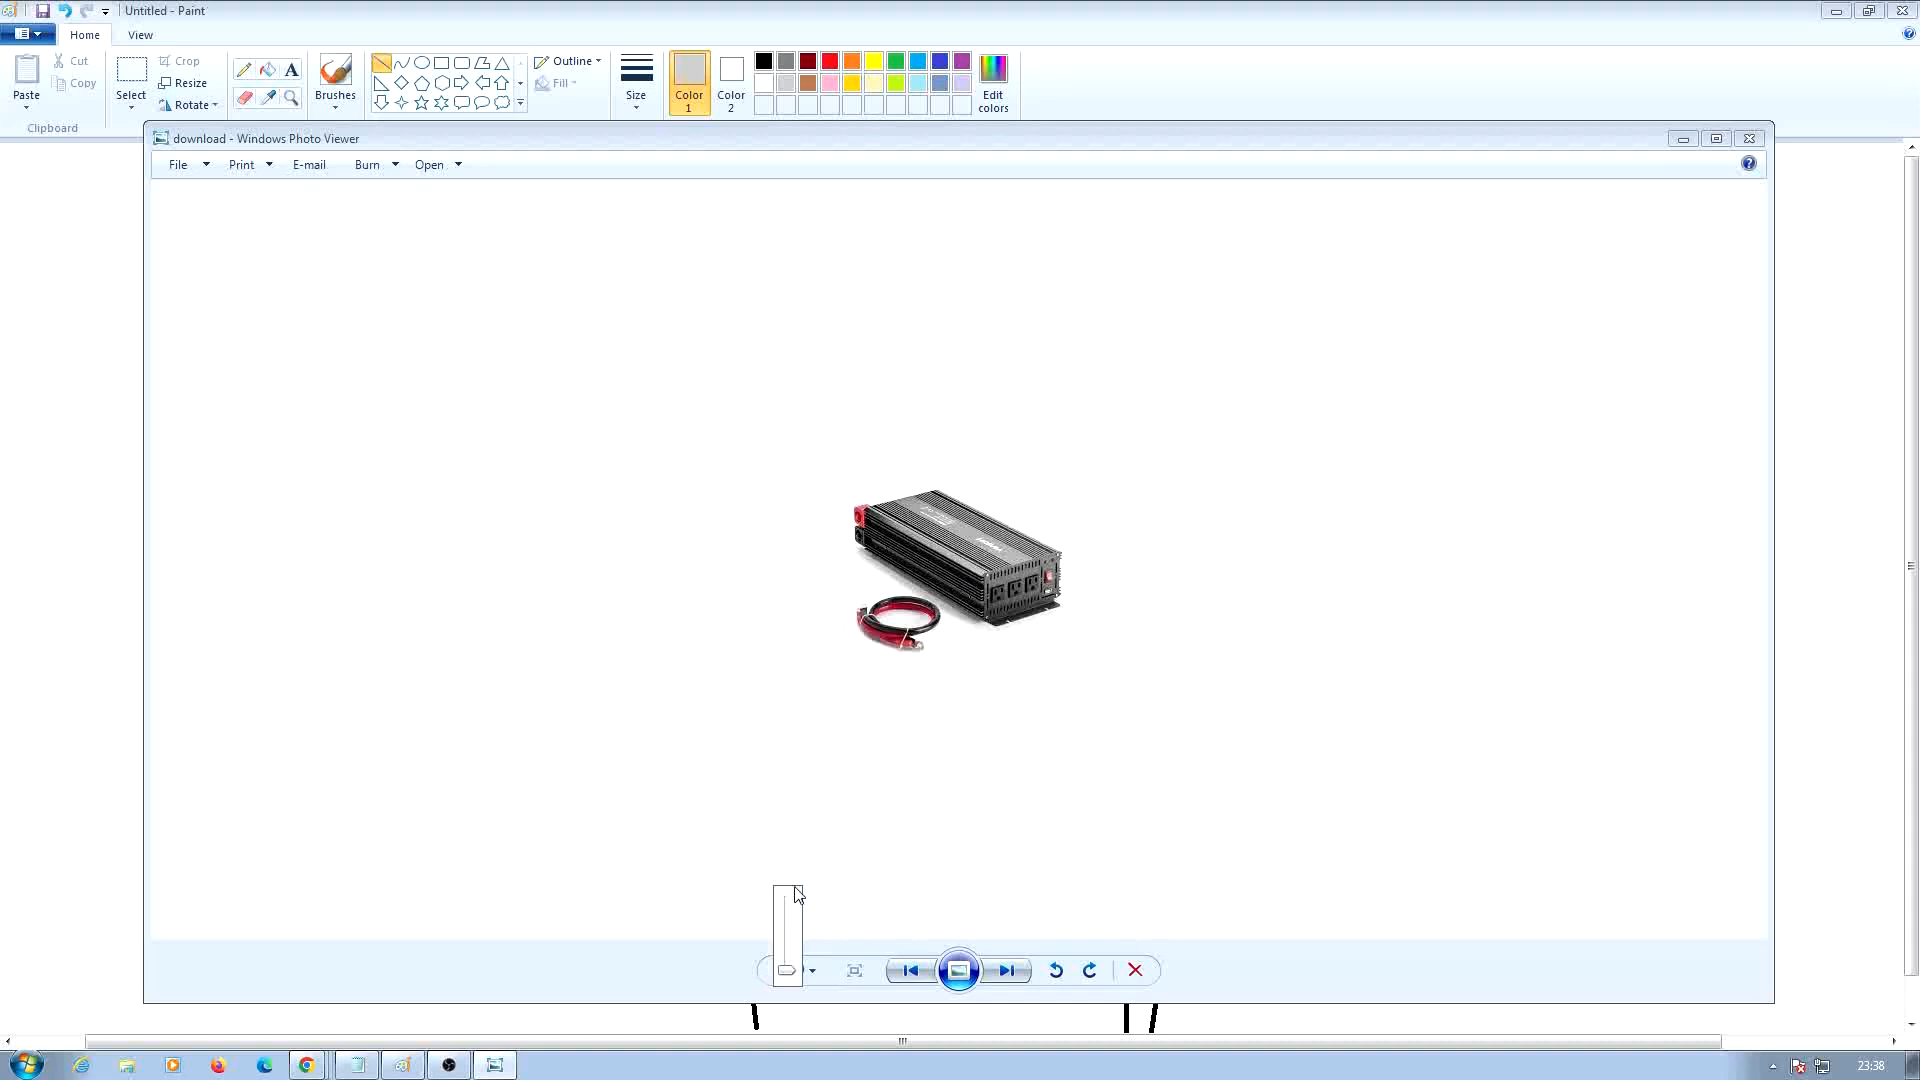 Untitled - Paint
Home View
Paste
Cut
Copy
Clipboard
Select
Crop
Resize
Rotate
A
Brushes
Outline
Fill
Size
Color 1
Color 2
Edit colors
download - Windows Photo Viewer
File Print E-mail Burn Open
23:38